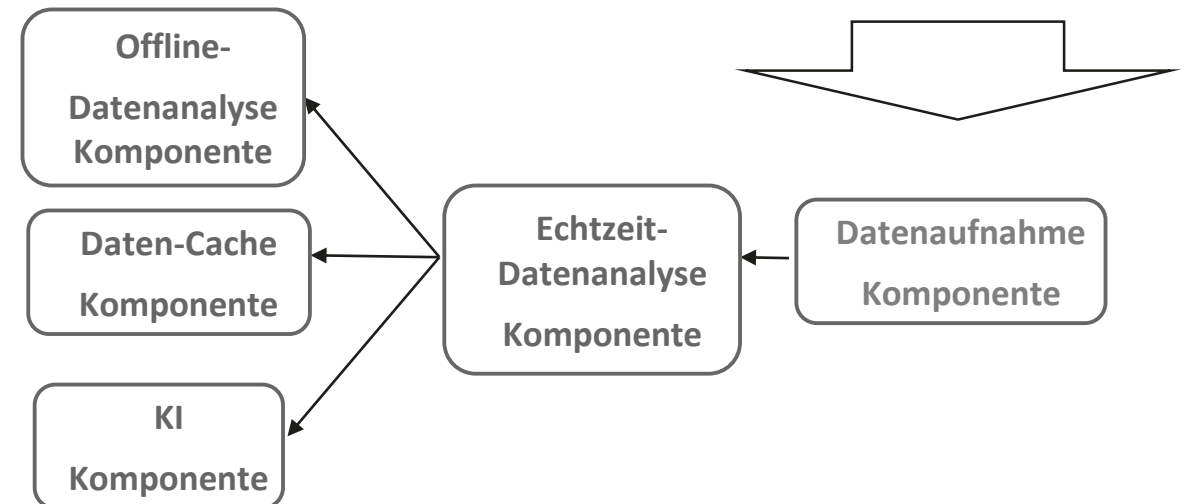 Offline-
Datenanalyse
Komponente
Daten-Cache
Komponente
KI
Komponente
Echtzeit-
Datenanalyse
Komponente
Datenaufnahme
Komponente